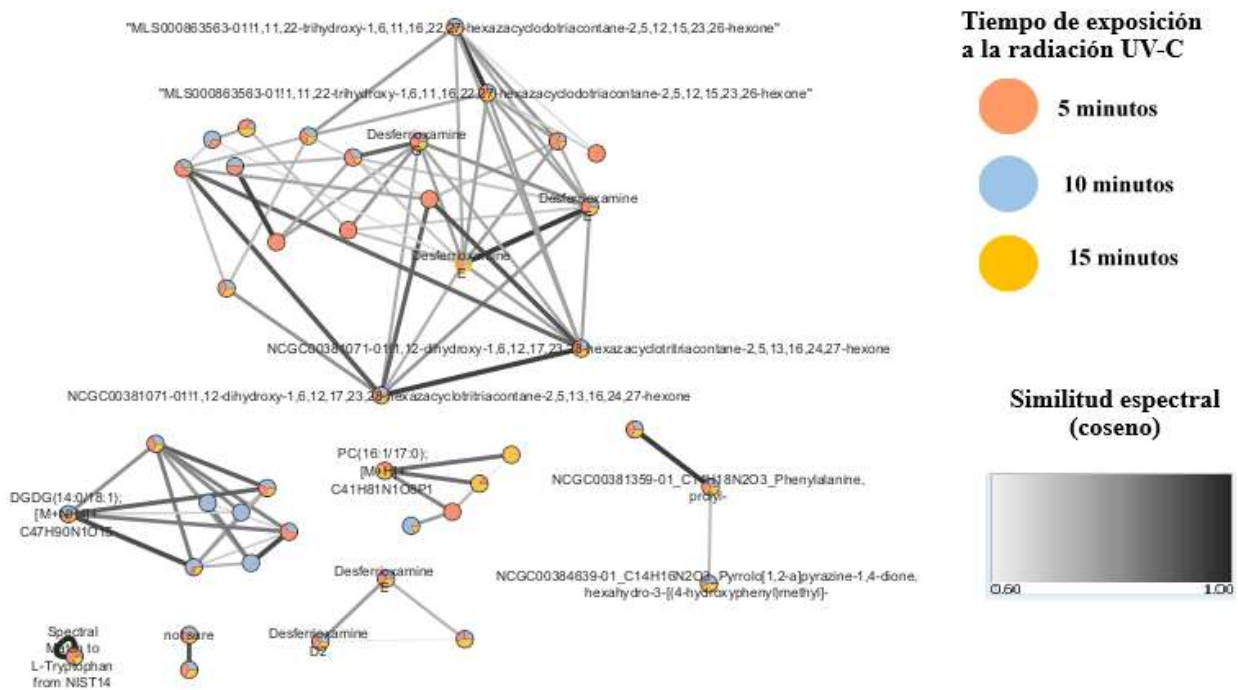 "MLS000863563-01!1,11,22-trihydroxy-1,6,11,16,22,27-hexazacyclodotriacontane-2,5,12,15,23,26-hexone"
"MLS000863563-01!1,11,22-trihydroxy-1,6,11,16,22,27-hexazacyclodotriacontane-2,5,12,15,23,26-hexone"
Desferrioxamine
Desferrioxamine
E
Desferrioxamine
E
NCGC00381071-01!1,12-dihydroxy-1,6,12,17,23,28-hexazacyclotritriacontane-2,5,13,16,24,27-hexone
NCGC00381071-01!1,12-dihydroxy-1,6,12,17,23,28-hexazacyclotritriacontane-2,5,13,16,24,27-hexone
Tiempo de exposición
a la radiación UV-C
5 minutos
10 minutos
15 minutos
Similitud espectral
(coseno)
0.60
1.00
DGDG(14:0/18:1);
[M+NH4]+
C47H90N1O15
PC(16:1/17:0);
[M+H]+
C41H81N1O8P1
NCGC00381359-01_C14H18N2O3_Phenylalanine,
prolyl-
NCGC00384639-01_C14H16N2O3_Pyrrolo[1,2-a]pyrazine-1,4-dione,
hexahydro-3-[(4-hydroxyphenyl)methyl]-
Desferrioxamine
E
Desferrioxamine
D2
Spectral
Match to
L-Tryptophan
from NIST14
not sure